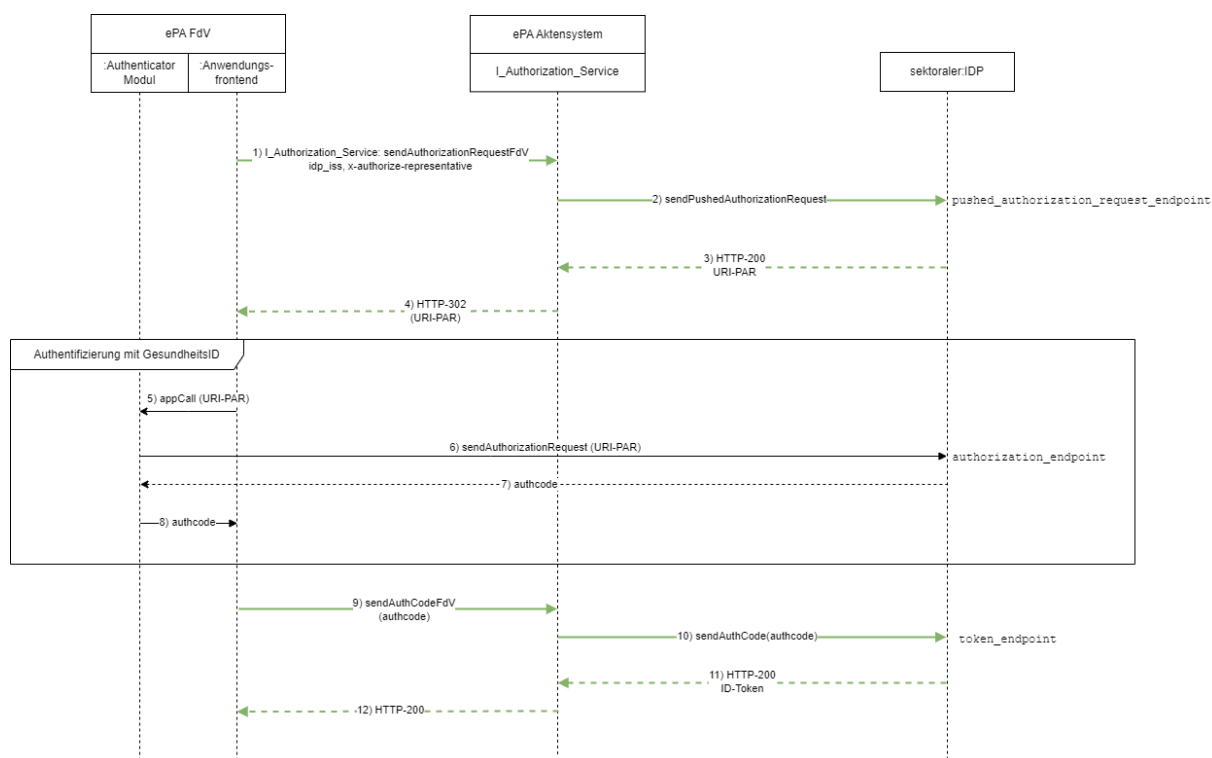 ePA FdV
:Authenticator
Modul
:Anwendungs-
frontend
ePA Aktensystem
I_Authorization_Service
sektoraler:IDP
1) I_Authorization_Service: sendAuthorizationRequestFdV
idp_iss, x-authorize-representative
2) sendPushedAuthorizationRequest
pushed_authorization_request_endpoint
3) HTTP-200
URI-PAR
4) HTTP-302
(URI-PAR)
Authentifizierung mit GesundheitsID
5) appCall (URI-PAR)
6) sendAuthorizationRequest (URI-PAR)
authorization_endpoint
7) authcode
8) authcode
9) sendAuthCodeFdV
(authcode)
10) sendAuthCode(authcode)
token_endpoint
11) HTTP-200
ID-Token
12) HTTP-200